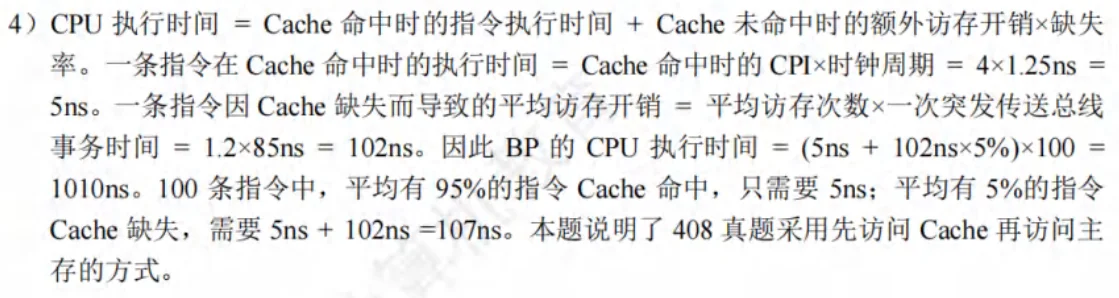 4）CPU 执行时间 = Cache 命中时的指令执行时间 + Cache 未命中时的额外访存开销×缺失
率。一条指令在 Cache 命中时的执行时间 = Cache 命中时的 CPI×时钟周期 = 4×1.25ns =
5ns。一条指令因 Cache 缺失而导致的平均访存开销 = 平均访存次数×一次突发传送总线
事务时间 = 1.2×85ns = 102ns。因此 BP 的 CPU 执行时间 = (5ns + 102ns×5%)×100 =
1010ns。100 条指令中，平均有 95%的指令 Cache 命中，只需要 5ns；平均有 5%的指令
Cache 缺失，需要 5ns + 102ns =107ns。本题说明了 408 真题采用先访问 Cache 再访问主
存的方式。